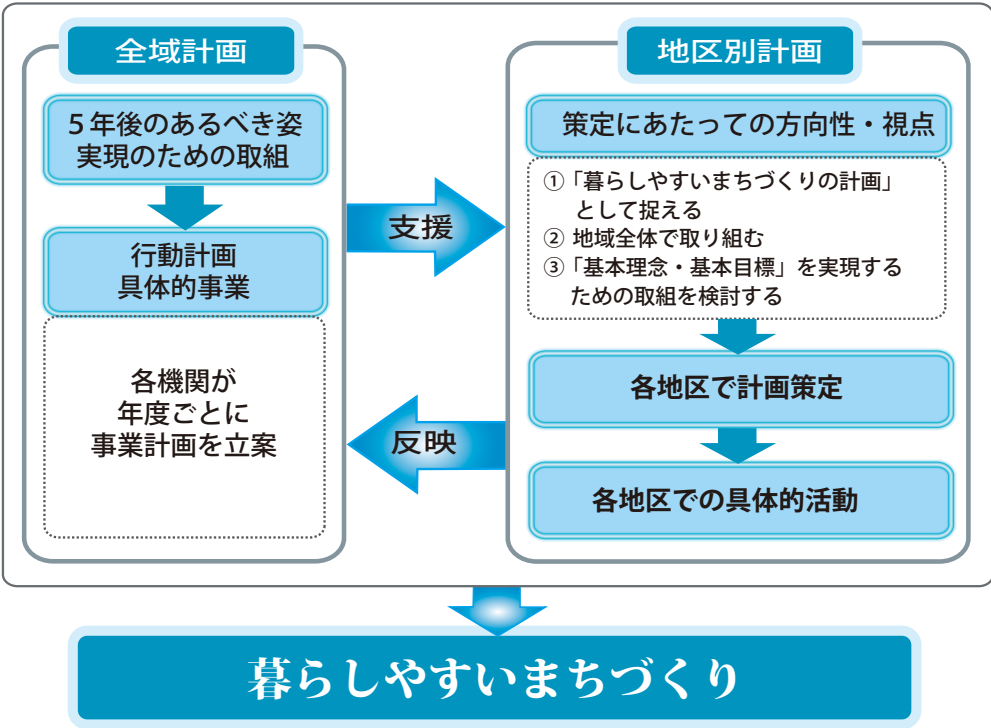 全域計画
5年後のあるべき姿
実現のための取組
行動計画
具体的事業
各機関が
年度ごとに
事業計画を立案
支援
反映
地区別計画
策定にあたっての方向性・視点
①「暮らしやすいまちづくりの計画」
として捉える
② 地域全体で取り組む
③「基本理念・基本目標」を実現する
ための取組を検討する
各地区で計画策定
各地区での具体的活動
暮らしやすいまちづくり